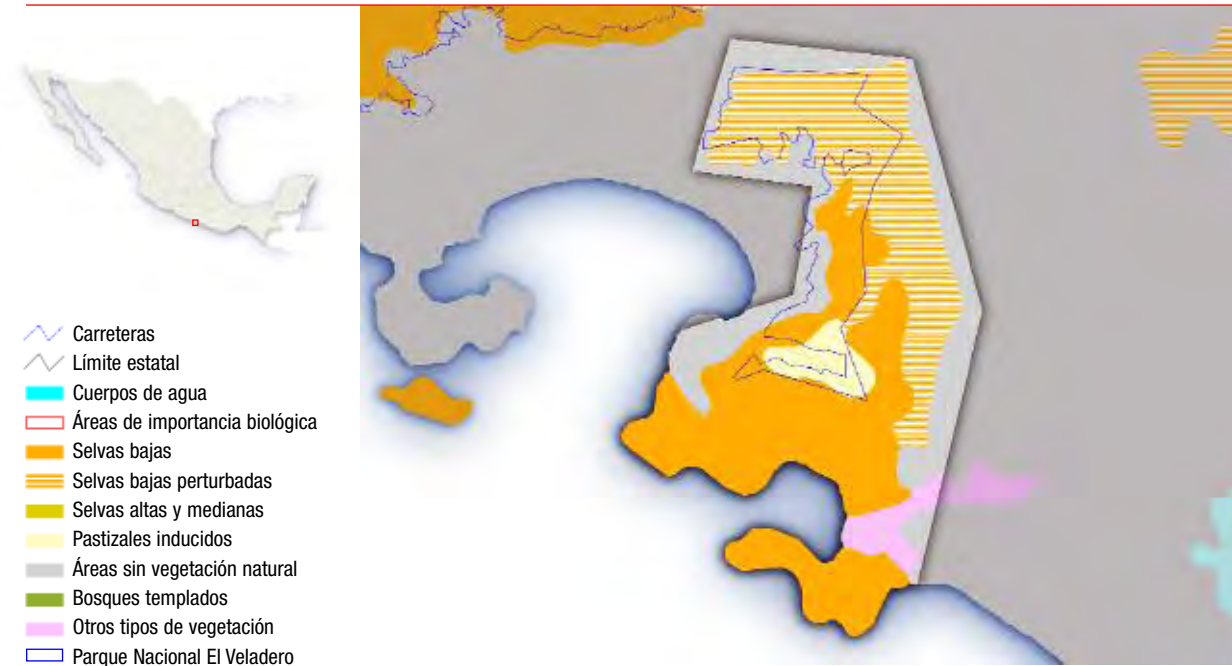 Carreteras
Límite estatal
Cuerpos de agua
Áreas de importancia biológica
Selvas bajas
Selvas bajas perturbadas
Selvas altas y medianas
Pastizales inducidos
Áreas sin vegetación natural
Bosques templados
Otros tipos de vegetación
Parque Nacional El Veladero